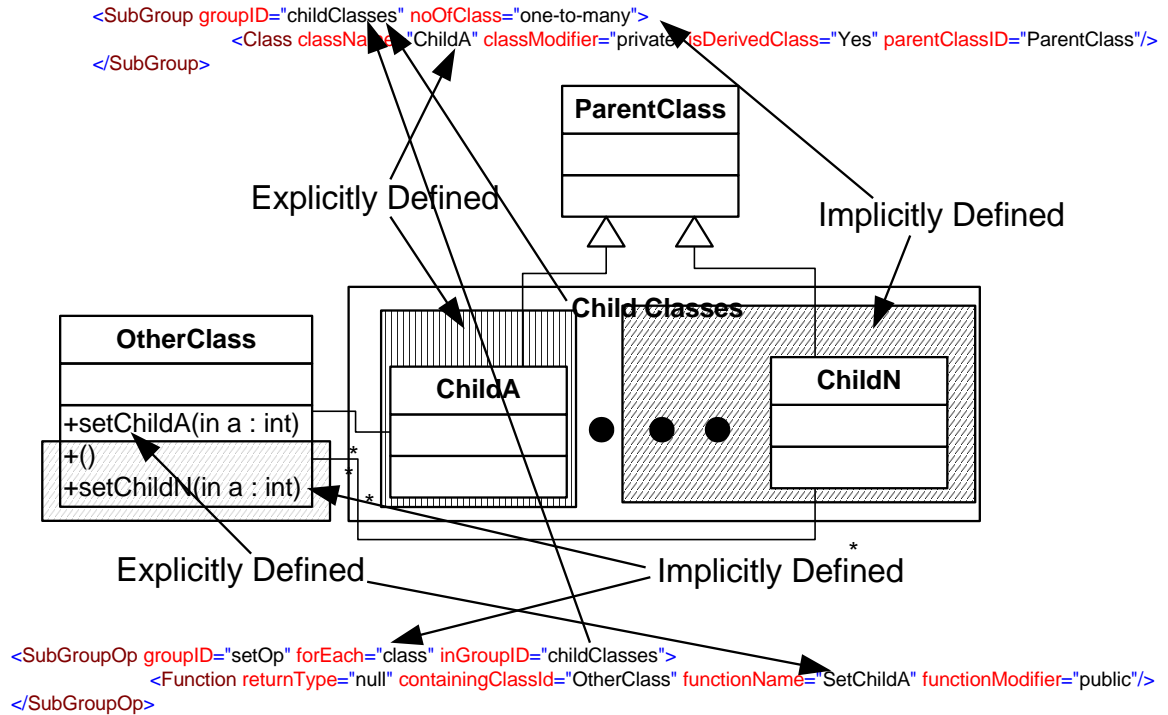 <SubGroup groupID="childClasses" noOfClass="one-to-many">
<Class className="ChildA" classModifier="private" isDerivedClass="Yes" parentClassID="ParentClass"/>
</SubGroup>
ParentClass
Explicitly Defined
Implicitly Defined
Child Classes
OtherClass
ChildA
ChildN
+setChildA(in a : int)
+()
+setChildN(in a : int)
*
*
*
*
Explicitly Defined
Implicitly Defined
<SubGroupOp groupID="setOp" forEach="class" inGroupID="childClasses">
<Function returnType="null" containingClassId="OtherClass" functionName="SetChildA" functionModifier="public"/>
</SubGroupOp>